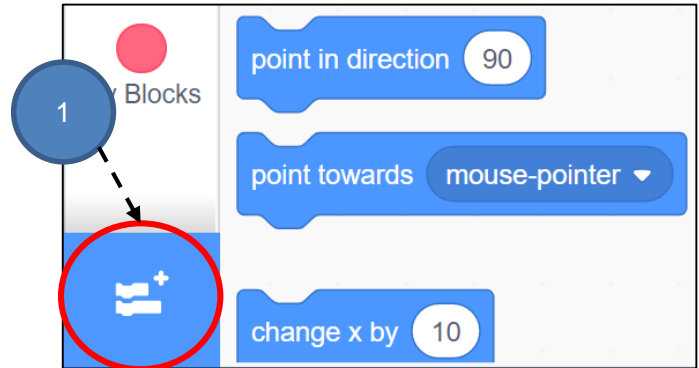 point in direction 90
Blocks
1
point towards mouse-pointer
change x by 10